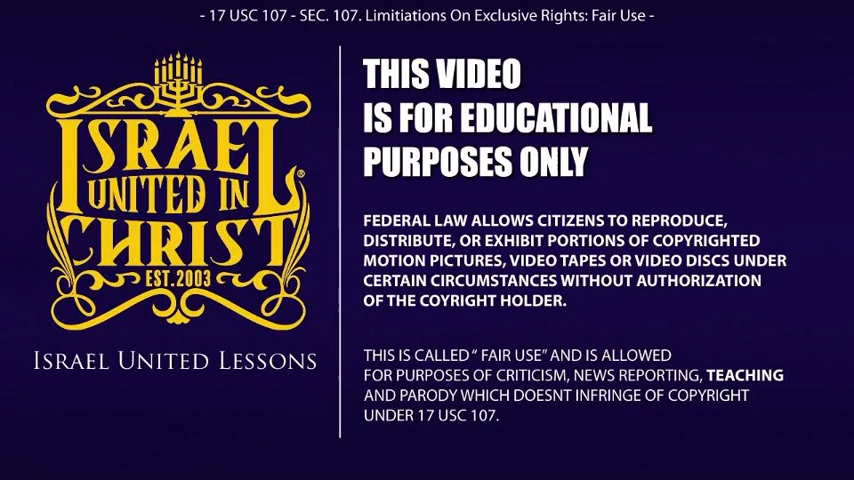 - 17 USC 107 - SEC. 107. Limitiations On Exclusive Rights: Fair Use -
ISRAEL
UNITED IN
CHRIST
EST.2003
®
ISRAEL UNITED LESSONS
THIS VIDEO
IS FOR EDUCATIONAL
PURPOSES ONLY
FEDERAL LAW ALLOWS CITIZENS TO REPRODUCE,
DISTRIBUTE, OR EXHIBIT PORTIONS OF COPYRIGHTED
MOTION PICTURES, VIDEO TAPES OR VIDEO DISCS UNDER
CERTAIN CIRCUMSTANCES WITHOUT AUTHORIZATION
OF THE COYRIGHT HOLDER.
THIS IS CALLED “ FAIR USE” AND IS ALLOWED
FOR PURPOSES OF CRITICISM, NEWS REPORTING, TEACHING
AND PARODY WHICH DOESNT INFRINGE OF COPYRIGHT
UNDER 17 USC 107.